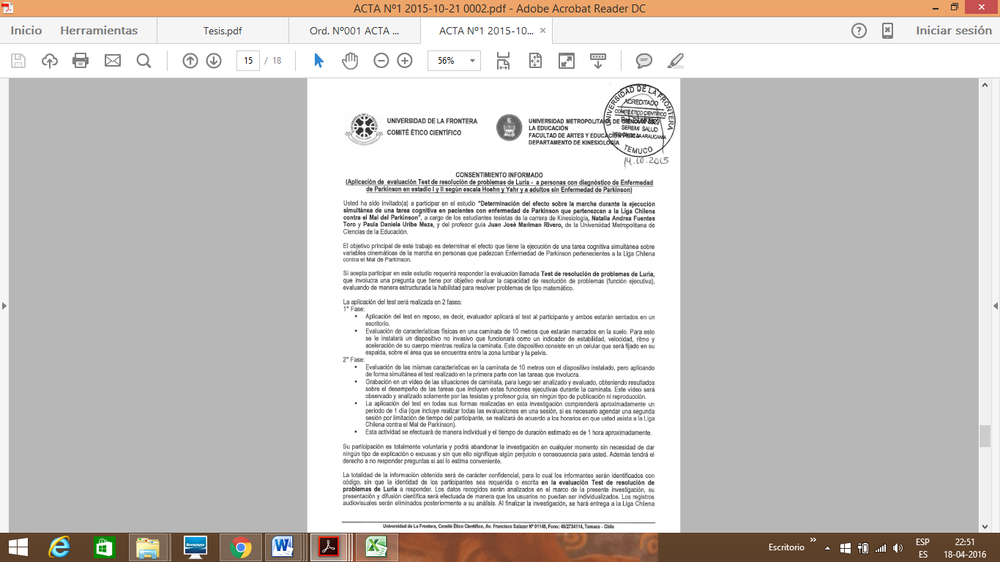 ACTA Nº1 2015-10-21 0002.pdf - Adobe Acrobat Reader DC
Inicio Herramientas Tesis.pdf Ord. Nº001 ACTA ... ACTA Nº1 2015-10... × Iniciar sesión
15 / 18 56%
UNIVERSIDAD DE LA FRONTERA
COMITÉ ÉTICO CIENTÍFICO
UNIVERSIDAD METROPOLITANA DE CIENCIAS DE
LA EDUCACIÓN
FACULTAD DE ARTES Y EDUCACIÓN FÍSICA
DEPARTAMENTO DE KINESIOLOGÍA
UNIVERSIDAD DE LA FRONTERA
ACREDITADO
COMITÉ ÉTICO CIENTÍFICO
SEREMI SALUD
ARAUCANIA
TEMUCO
14.10.2015
CONSENTIMIENTO INFORMADO
(Aplicación de evaluación Test de resolución de problemas de Luria - a personas con diagnóstico de Enfermedad
de Parkinson en estadio I y II según escala Hoehn y Yahr y a adultos sin Enfermedad de Parkinson)
Usted ha sido invitado(a) a participar en el estudio "Determinación del efecto sobre la marcha durante la ejecución
simultánea de una tarea cognitiva en pacientes con enfermedad de Parkinson que pertenezcan a la Liga Chilena
contra el Mal del Parkinson", a cargo de los estudiantes tesistas de la carrera de Kinesiología, Natalia Andrea Fuentes
Toro y Paula Daniela Uribe Meza, y del profesor guía Juan José Mariman Rivero, de la Universidad Metropolitana de
Ciencias de la Educación.
El objetivo principal de este trabajo es determinar el efecto que tiene la ejecución de una tarea cognitiva simultánea sobre
variables cinemáticas de la marcha en personas que padezcan Enfermedad de Parkinson pertenecientes a la Liga Chilena
contra el Mal de Parkinson.
Si acepta participar en este estudio requerirá responder la evaluación llamada Test de resolución de problemas de Luria,
que involucra una pregunta que tiene por objetivo evaluar la capacidad de resolución de problemas (función ejecutiva),
evaluando de manera estructurada la habilidad para resolver problemas de tipo matemático.
La aplicación del test será realizada en 2 fases:
1° Fase:
• Aplicación del test en reposo, es decir, evaluador aplicará el test al participante y ambos estarán sentados en un
escritorio.
• Evaluación de características físicas en una caminata de 10 metros que estarán marcados en la suelo. Para esto
se le instalará un dispositivo no invasivo que funcionará como un indicador de estabilidad, velocidad, ritmo y
aceleración de su cuerpo mientras realiza la caminata. Este dispositivo consiste en un celular que será fijado en su
espalda, sobre el área que se encuentra entre la zona lumbar y la pelvis.
2° Fase:
• Evaluación de las mismas características en la caminata de 10 metros con el dispositivo instalado, pero aplicando
de forma simultánea el test realizado en la primera parte con las tareas que involucra.
• Grabación en un video de las situaciones de caminata, para luego ser analizado y evaluado, obteniendo resultados
sobre el desempeño de las tareas que incluyen estas funciones ejecutivas durante la caminata. Este video será
observado y analizado solamente por las tesistas y profesor guía, sin ningún tipo de publicación ni reproducción.
• La aplicación del test en todas sus formas realizadas en esta investigación comprenderá aproximadamente un
periodo de 1 día (que incluye realizar todas las evaluaciones en una sesión, si es necesario agendar una segunda
sesión por limitación de tiempo del participante, se realizará de acuerdo a los horarios en que usted asista a la Liga
Chilena contra el Mal de Parkinson).
• Esta actividad se efectuará de manera individual y el tiempo de duración estimado es de 1 hora aproximadamente.
Su participación es totalmente voluntaria y podrá abandonar la investigación en cualquier momento sin necesidad de dar
ningún tipo de explicación o excusas y sin que ello signifique algún perjuicio o consecuencia para usted. Además tendrá el
derecho a no responder preguntas si así lo estima conveniente.
La totalidad de la información obtenida será de carácter confidencial, para lo cual los informantes serán identificados con
código, sin que la identidad de los participantes sea requerida o escrita en la evaluación Test de resolución de
problemas de Luria a responder. Los datos recogidos serán analizados en el marco de la presente investigación, su
presentación y difusión científica será efectuada de manera que los usuarios no puedan ser individualizados. Los registros
audiovisuales serán eliminados posteriormente a su análisis. Al finalizar la investigación, se hará entrega a la Liga Chilena
Universidad de La Frontera, Comité Ético Científico, Av. Francisco Salazar Nº 01145, Fono: 45/2734114, Temuco - Chile
Escritorio » ESP 22:51
ES 18-04-2016